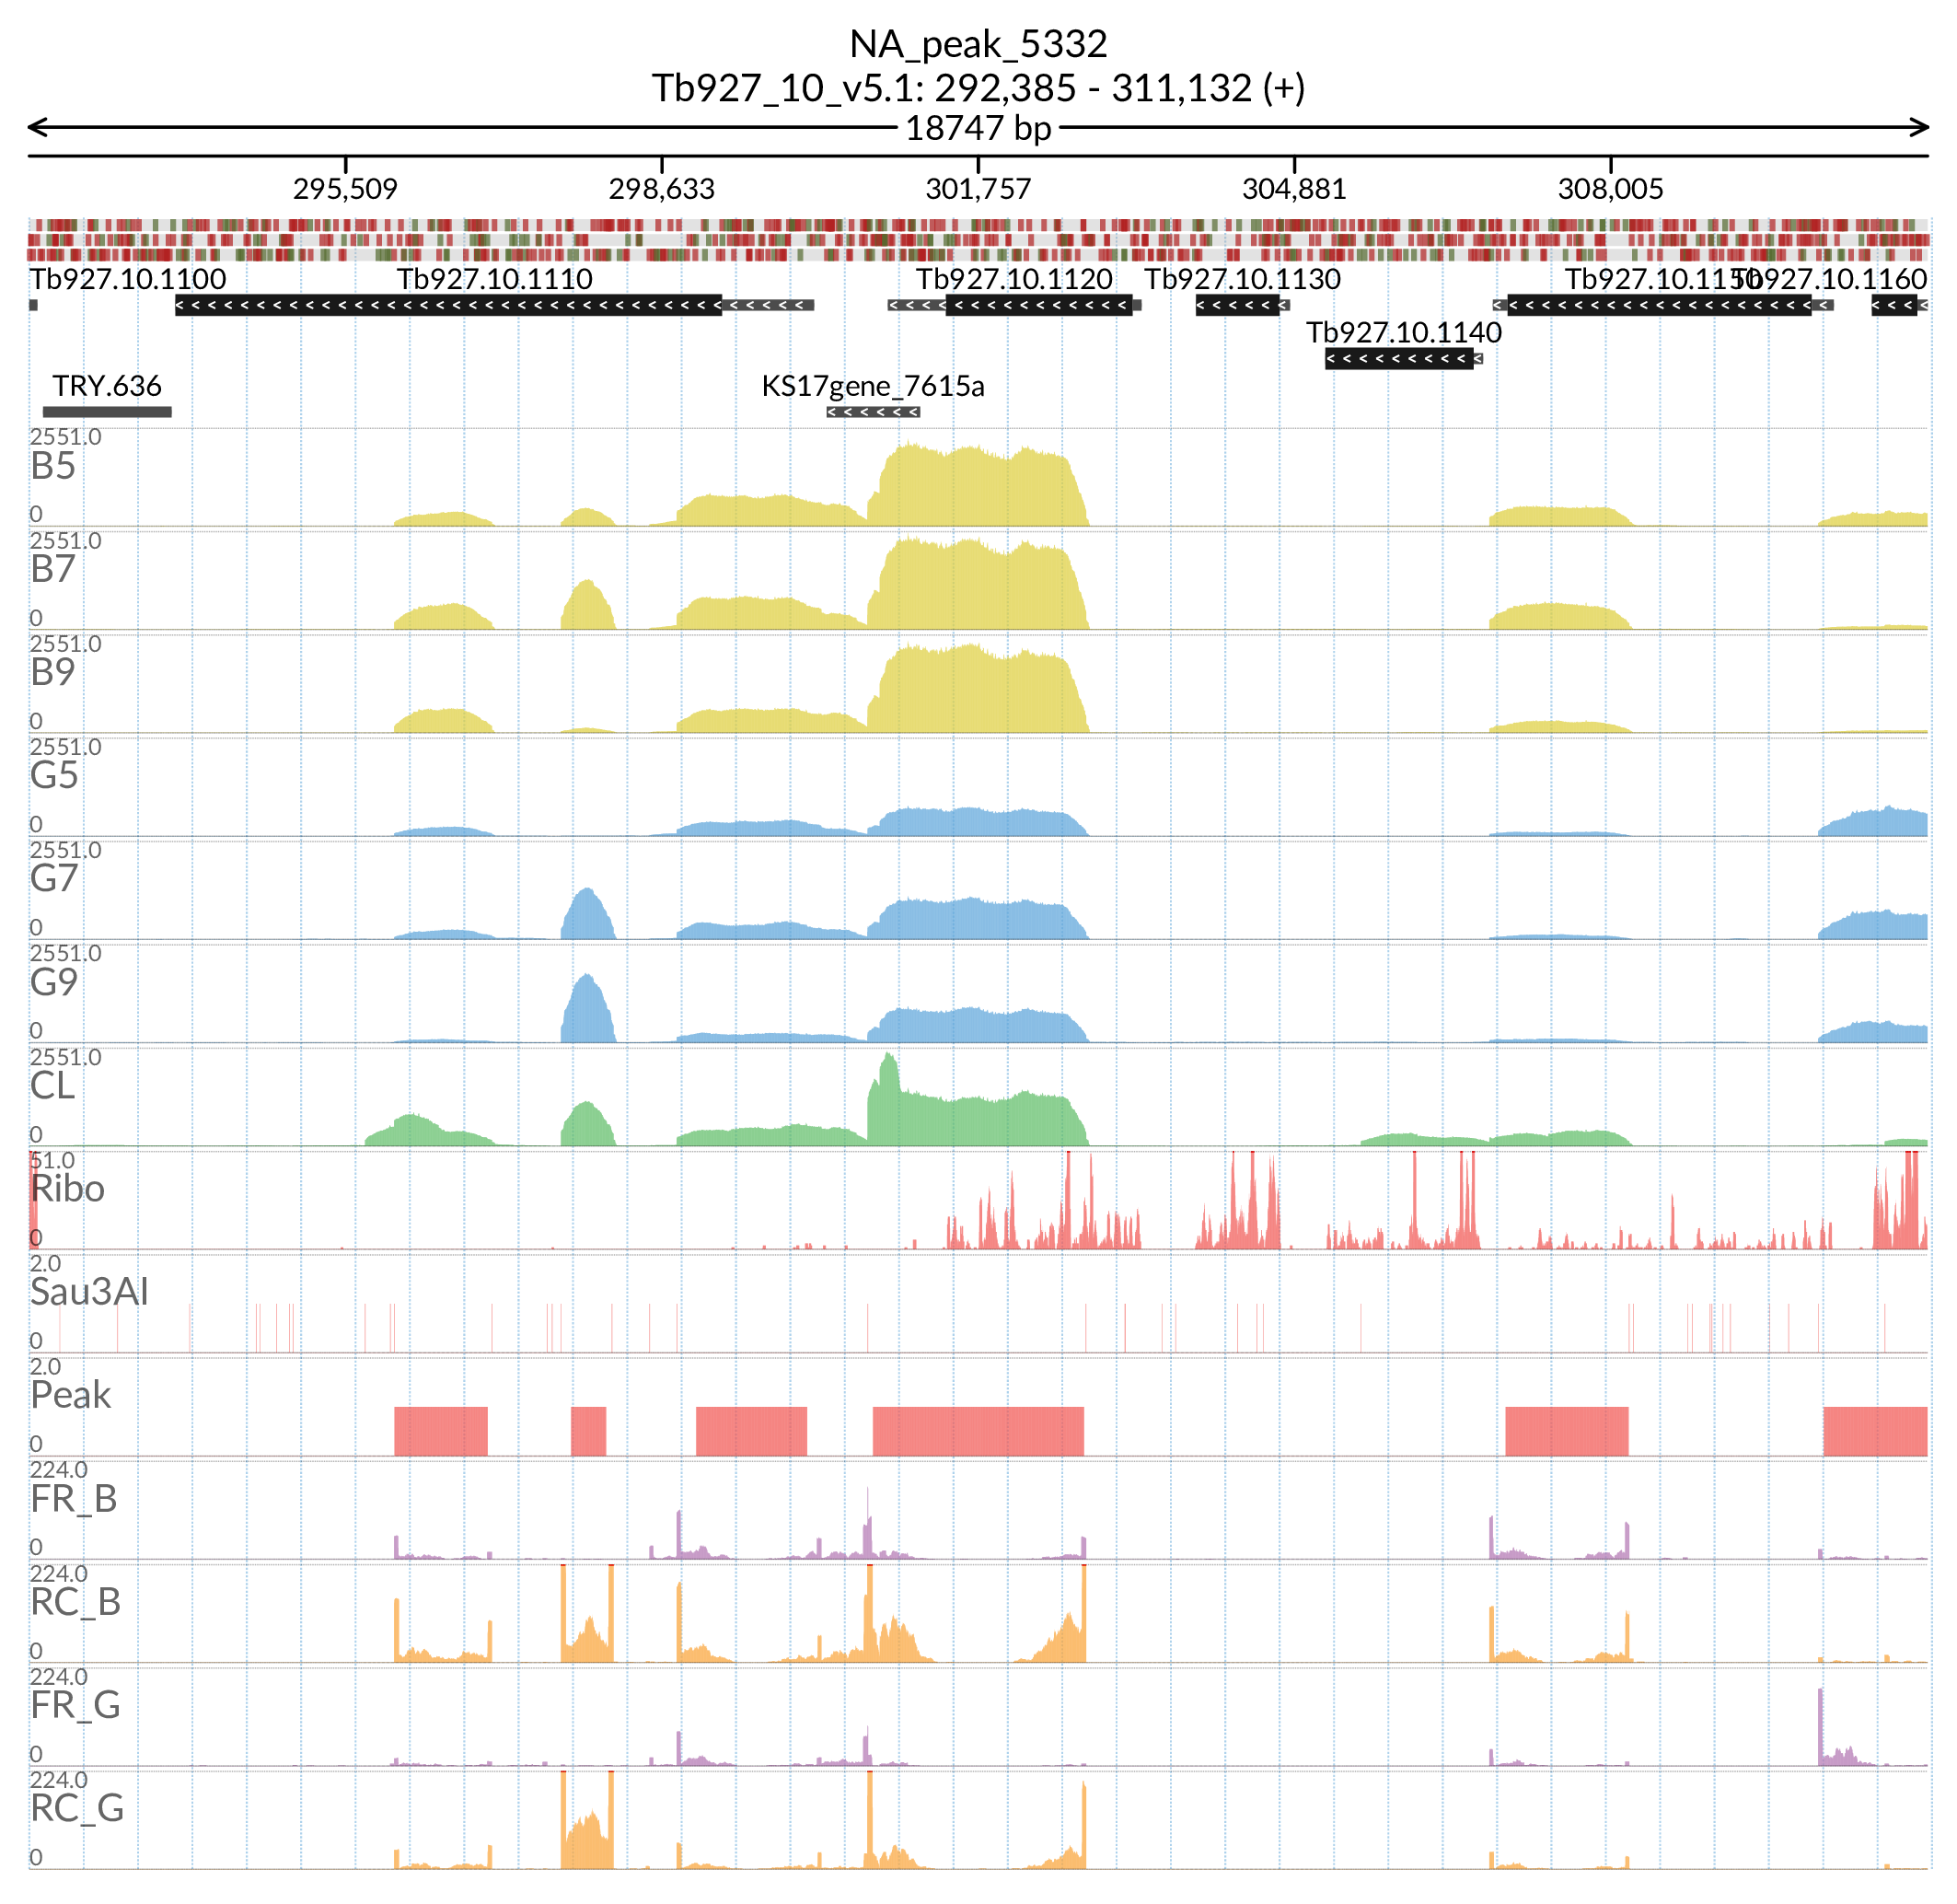 NA_peak_5332
Tb927_10_v5.1: 292,385 - 311,132 (+)
18747 bp
295,509 298,633 301,757 304,881 308,005
Tb927.10.1100 Tb927.10.1110 Tb927.10.1120 Tb927.10.1130 Tb927.10.1150 Tb927.10.1160
Tb927.10.1140
TRY.636 KS17gene_7615a
2551.0
B5
0
2551.0
B7
0
2551.0
B9
0
2551.0
G5
0
2551.0
G7
0
2551.0
G9
0
2551.0
CL
0
51.0
Ribo
0
2.0
Sau3AI
0
2.0
Peak
0
224.0
FR_B
0
224.0
RC_B
0
224.0
FR_G
0
224.0
RC_G
0